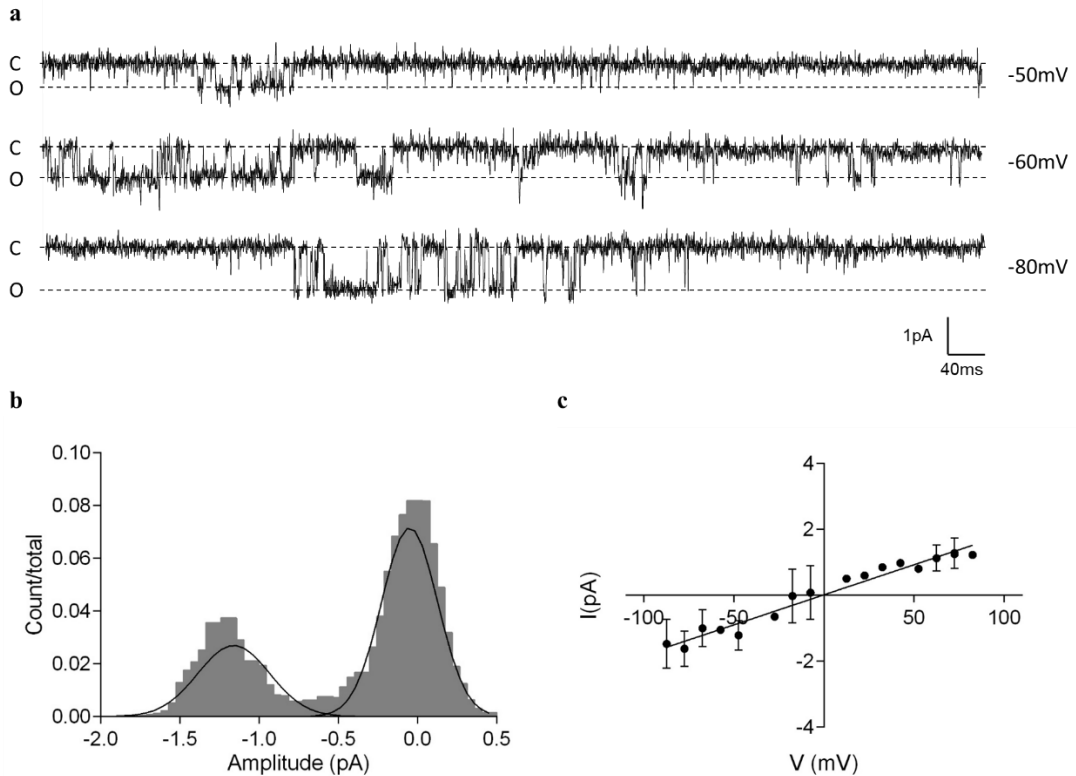 a
C
O
-50mV
C
O
-60mV
C
O
-80mV
1pA
40ms
b
0.10
0.08
0.06
0.04
0.02
0.00
Count/total
-2.0 -1.5 -1.0 -0.5 0.0 0.5
Amplitude (pA)
c
4
2
-2
-4
I(pA)
-100 -50 50 100
V (mV)